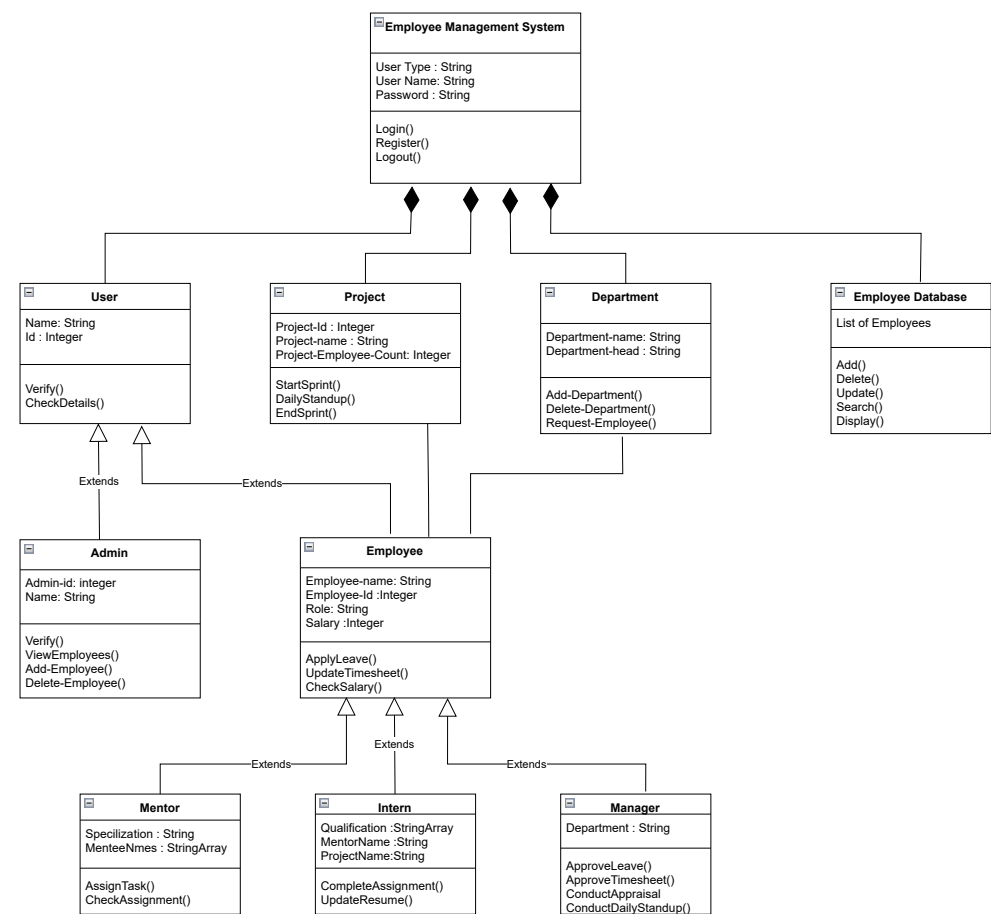 Employee Management System
User Type : String
User Name: String
Password : String
Login()
Register()
Logout()
User
Name: String
Id : Integer
Verify()
CheckDetails()
Project
Project-Id : Integer
Project-name : String
Project-Employee-Count: Integer
StartSprint()
DailyStandup()
EndSprint()
Department
Department-name: String
Department-head : String
Add-Department()
Delete-Department()
Request-Employee()
Employee Database
List of Employees
Add()
Delete()
Update()
Search()
Display()
Extends
Extends
Admin
Admin-id: integer
Name: String
Verify()
ViewEmployees()
Add-Employee()
Delete-Employee()
Employee
Employee-name: String
Employee-Id :Integer
Role: String
Salary :Integer
ApplyLeave()
UpdateTimesheet()
CheckSalary()
Extends
Extends
Extends
Mentor
Specilization : String
MenteeNmes : StringArray
AssignTask()
CheckAssignment()
Intern
Qualification :StringArray
MentorName :String
ProjectName:String
CompleteAssignment()
UpdateResume()
Manager
Department : String
ApproveLeave()
ApproveTimesheet()
ConductAppraisal
ConductDailyStandup()